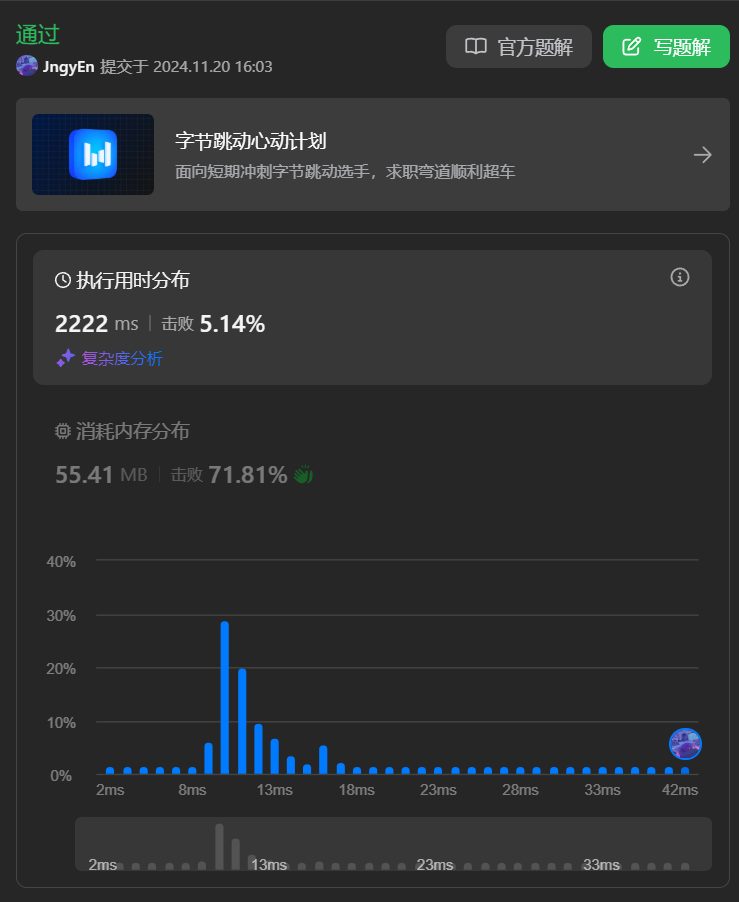 通过
官方题解
写题解
JngyEn 提交于 2024.11.20 16:03
字节跳动心动计划
面向短期冲刺字节跳动选手，求职弯道顺利超车
执行用时分布
2222 ms 击败 5.14%
复杂度分析
消耗内存分布
55.41 MB 击败 71.81%
40%
30%
20%
10%
0%
2ms 8ms 13ms 18ms 23ms 28ms 33ms 42ms
2ms 13ms 23ms 33ms